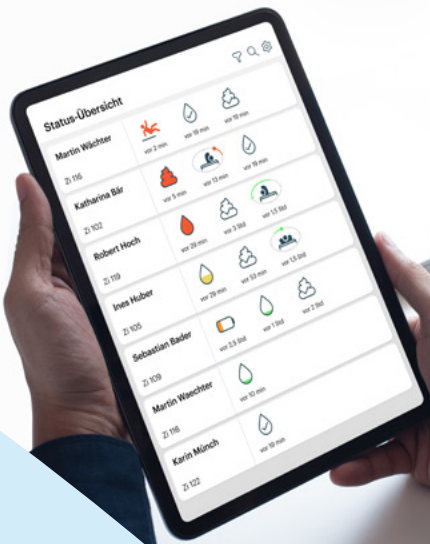 Status-Übersicht
Martin Wächter
Zi 116
vor 2 min
vor 19 min
vor 19 min
Katharina Bär
Zi 102
vor 5 min
vor 13 min
vor 19 min
Robert Hoch
Zi 119
vor 28 min
vor 3 Std
vor 1,5 Std
Ines Huber
Zi 105
vor 29 min
vor 53 min
vor 1,5 Std
Sebastian Bader
Zi 109
vor 2,9 Std
vor 1 Std
vor 2 Std
Martin Waechter
Zi 116
vor 10 min
Karin Münch
Zi 122
vor 10 min